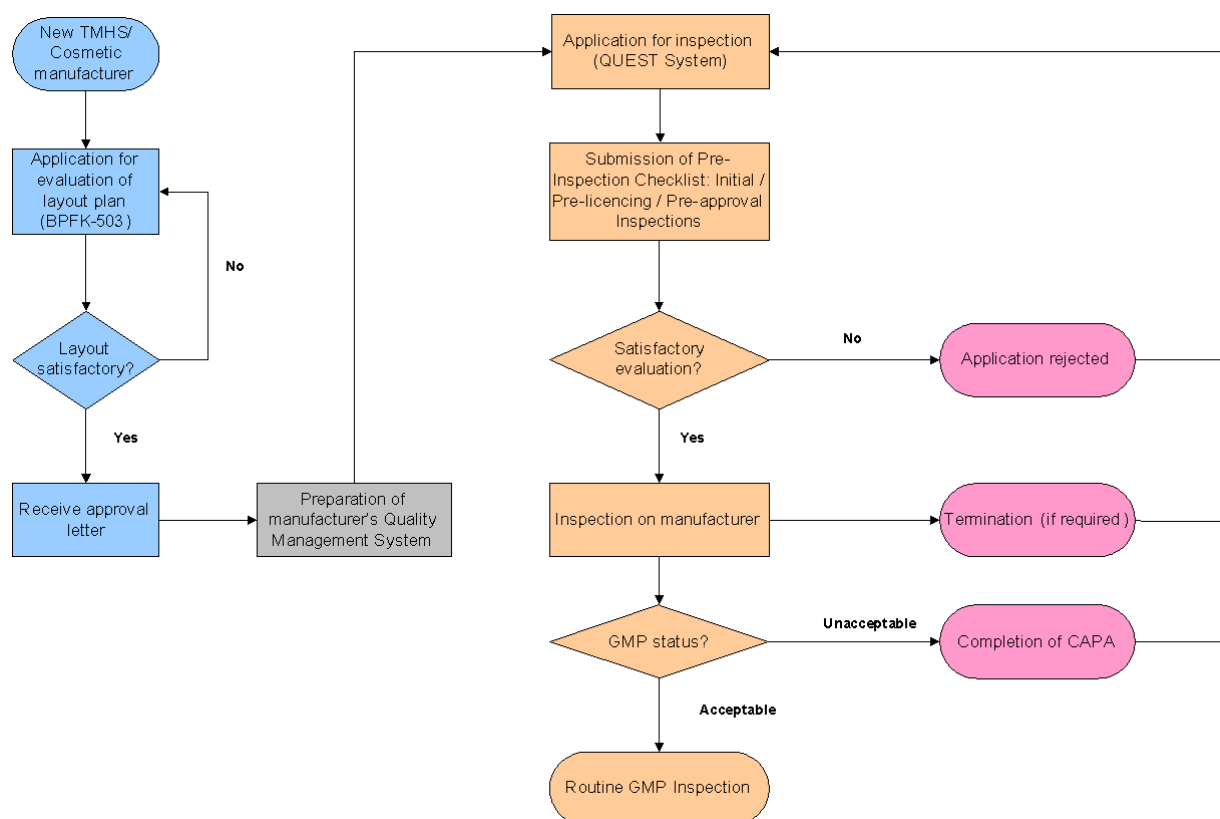 New TMHS/
Cosmetic
manufacturer
Application for
evaluation of
layout plan
(BPFK-503)
No
Layout
satisfactory?
Yes
Receive approval
letter
Preparation of
manufacturer's Quality
Management System
Application for inspection
(QUEST System)
Submission of Pre-
Inspection Checklist: Initial /
Pre-licencing / Pre-approval
Inspections
Satisfactory
evaluation?
No
Application rejected
Yes
Inspection on manufacturer
Termination (if required)
GMP status?
Unacceptable
Completion of CAPA
Acceptable
Routine GMP Inspection